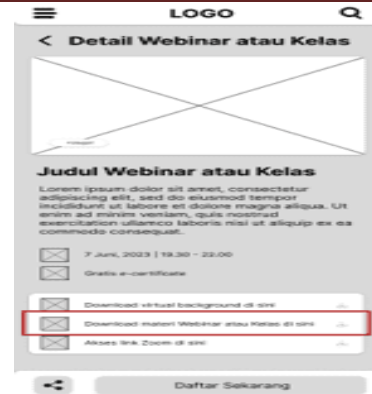 LOGO
Detail Webinar atau Kelas
Judul Webinar atau Kelas
Lorem ipsum dolor sit amet, consectetur
adipiscing elit, sed do eiusmod tempor
incididunt ut labore et dolore magna aliqua. Ut
enim ad minim veniam, quis nostrud
exercitation ullamco laboris nisi ut aliquip ex ea
commodo consequat.
7 Juni, 2023 | 19.30 - 22.00
Gratis e-certificate
Download virtual background di sini
Download materi Webinar atau Kelas di sini
Akses link Zoom di sini
Daftar Sekarang